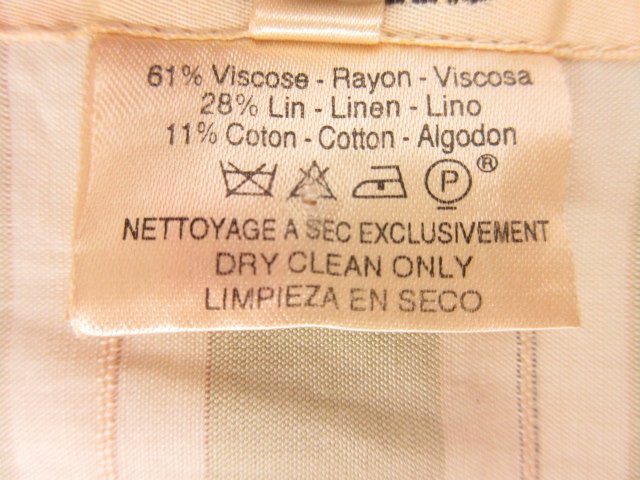 61% Viscose - Rayon - Viscosa
28% Lin - Linen - Lino
11% Coton - Cotton - Algodon
P ®
NETTOYAGE A SEC EXCLUSIVEMENT
DRY CLEAN ONLY
LIMPIEZA EN SECO